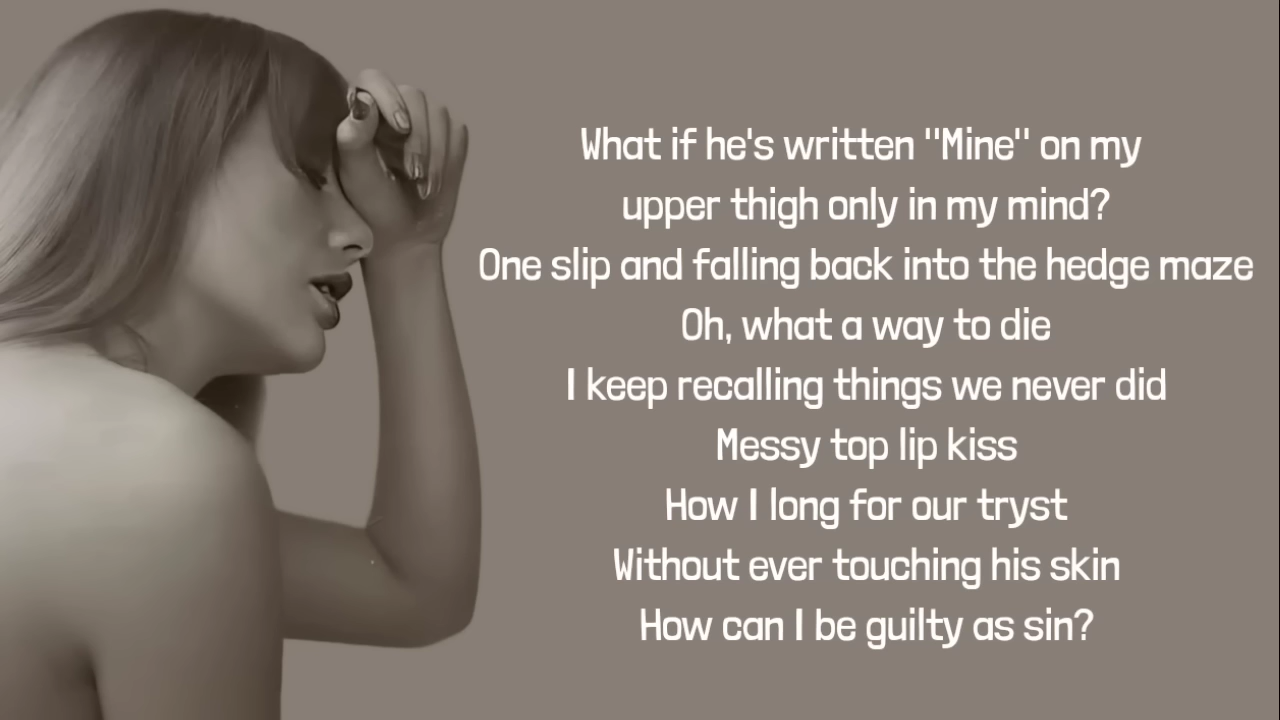 What if he's written "Mine" on my
upper thigh only in my mind?
One slip and falling back into the hedge maze
Oh, what a way to die
I keep recalling things we never did
Messy top lip kiss
How I long for our tryst
Without ever touching his skin
How can I be guilty as sin?